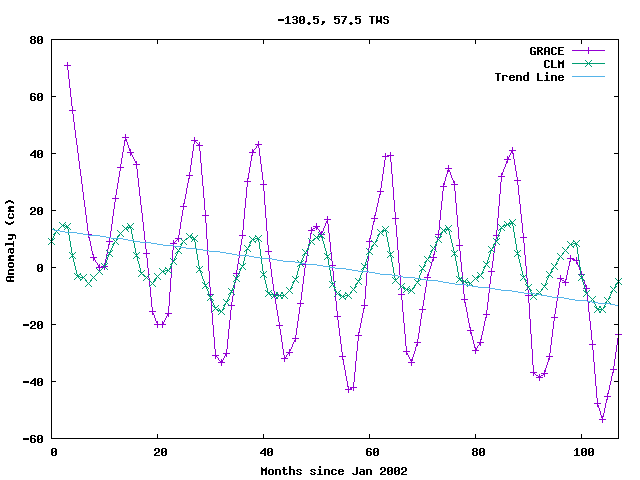 -130.5, 57.5 TWS
GRACE
CLM
Trend Line
80
60
40
20
0
-20
-40
-60
Anomaly (cm)
0 20 40 60 80 100
Months since Jan 2002